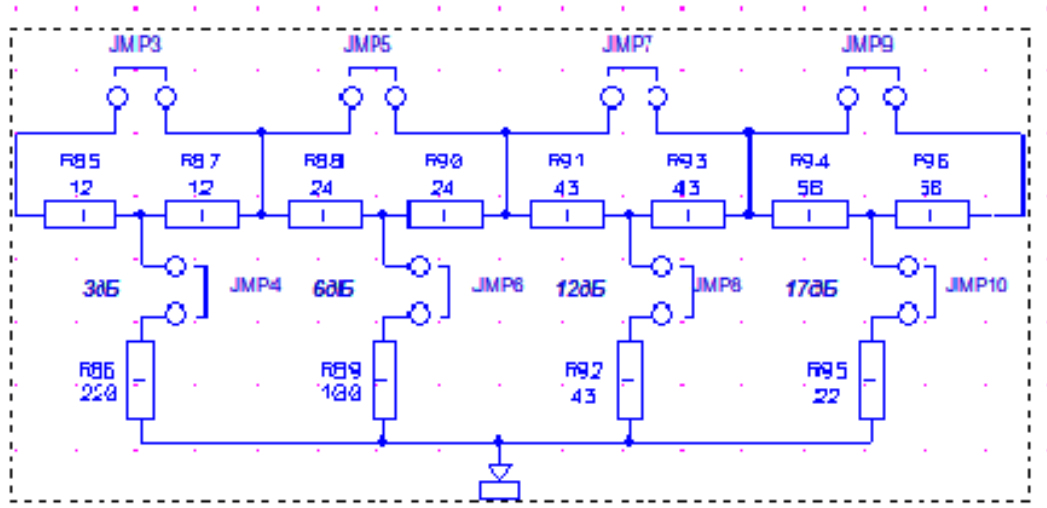 JMP3 JMP5 JMP7 JMP9
R85 R87 R88 R90 R91 R93 R94 R96
12 12 24 24 43 43 56 56
3дБ JMP4 6дБ JMP6 12дБ JMP8 17дБ JMP10
R86 R89 R92 R95
220 100 43 22